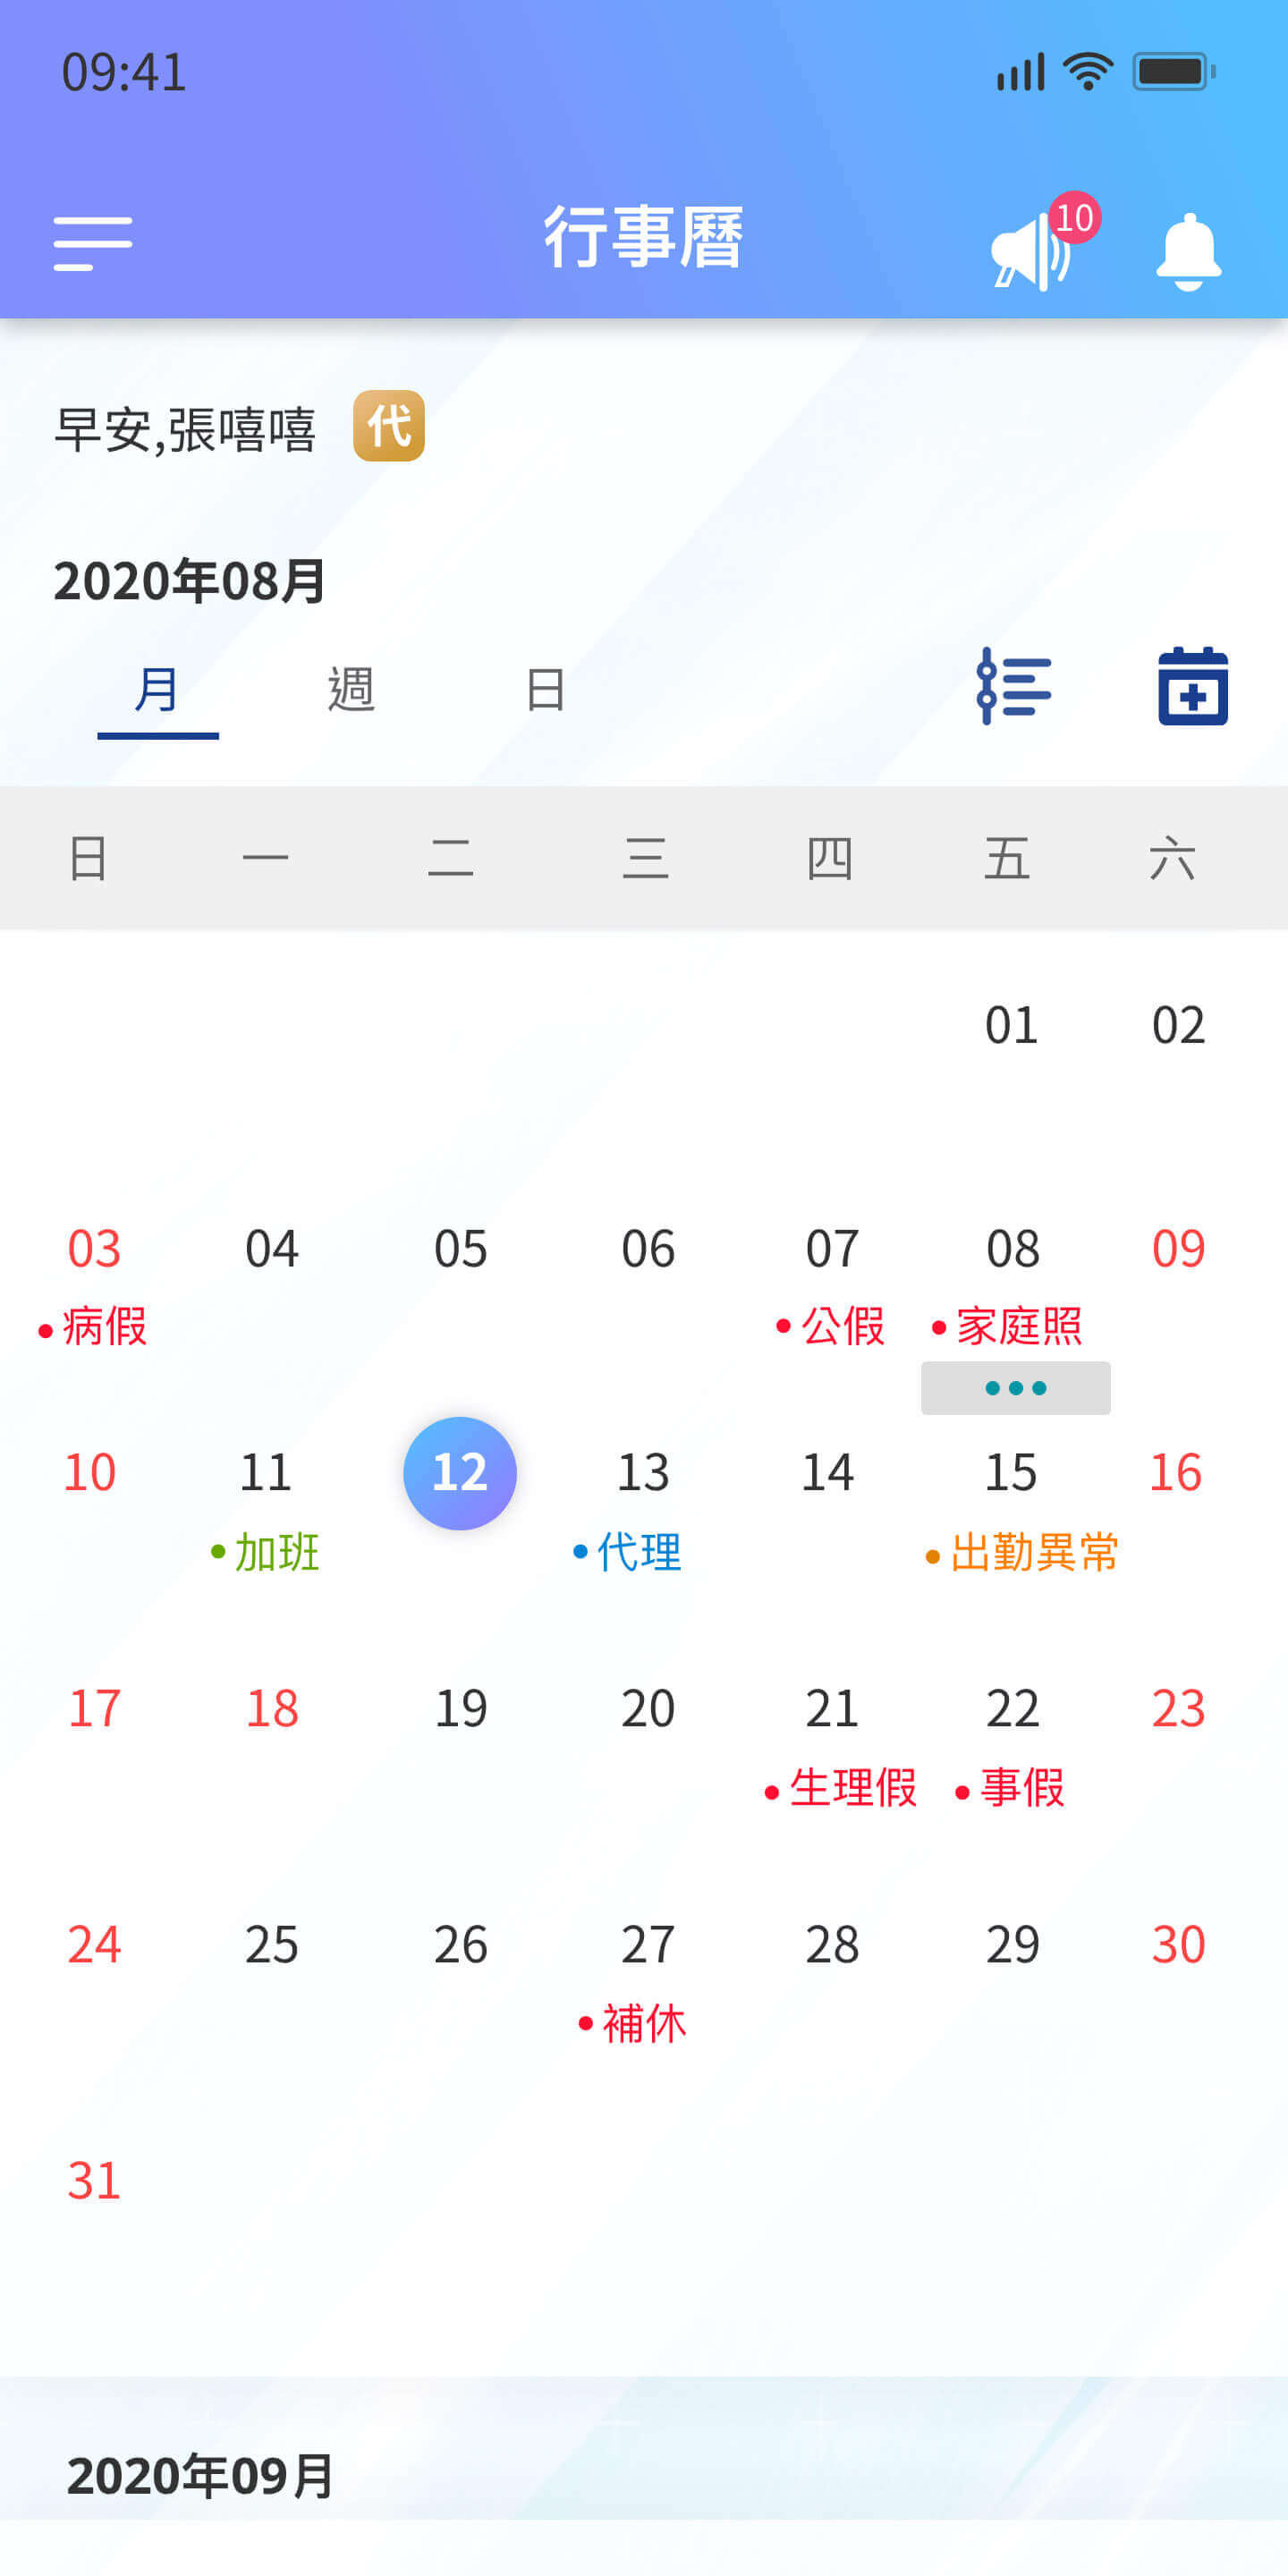 09:41
行事曆
10
早安,張嘻嘻 代
2020年08月
月 週 日
日 一 二 三 四 五 六
01 02
03 04 05 06 07 08 09
病假 公假 家庭照
10 11 12 13 14 15 16
加班 代理 出勤異常
17 18 19 20 21 22 23
生理假 事假
24 25 26 27 28 29 30
補休
31
2020年09月